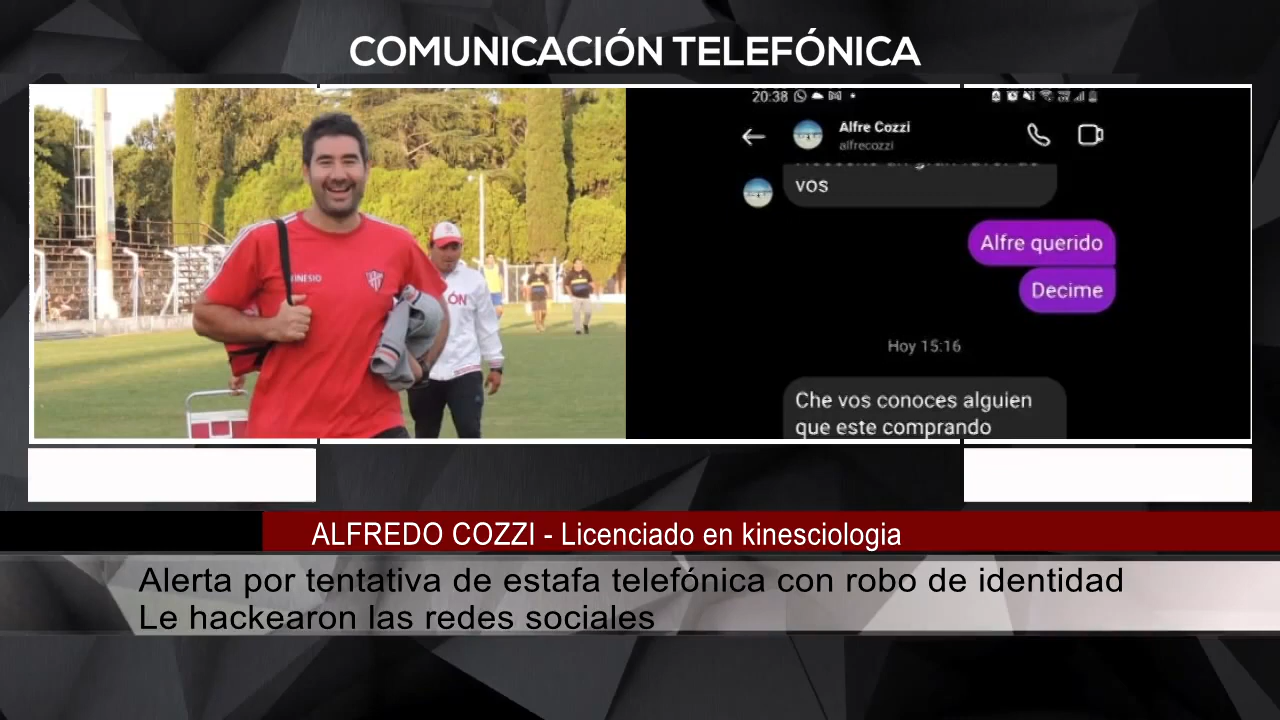 COMUNICACIÓN TELEFÓNICA
KINESIO
ÓN
20:38
Alfre Cozzi
alfrecozzi
vos
Alfre querido
Decime
Hoy 15:16
Che vos conoces alguien
que este comprando
ALFREDO COZZI - Licenciado en kinesciologia
Alerta por tentativa de estafa telefónica con robo de identidad
Le hackearon las redes sociales